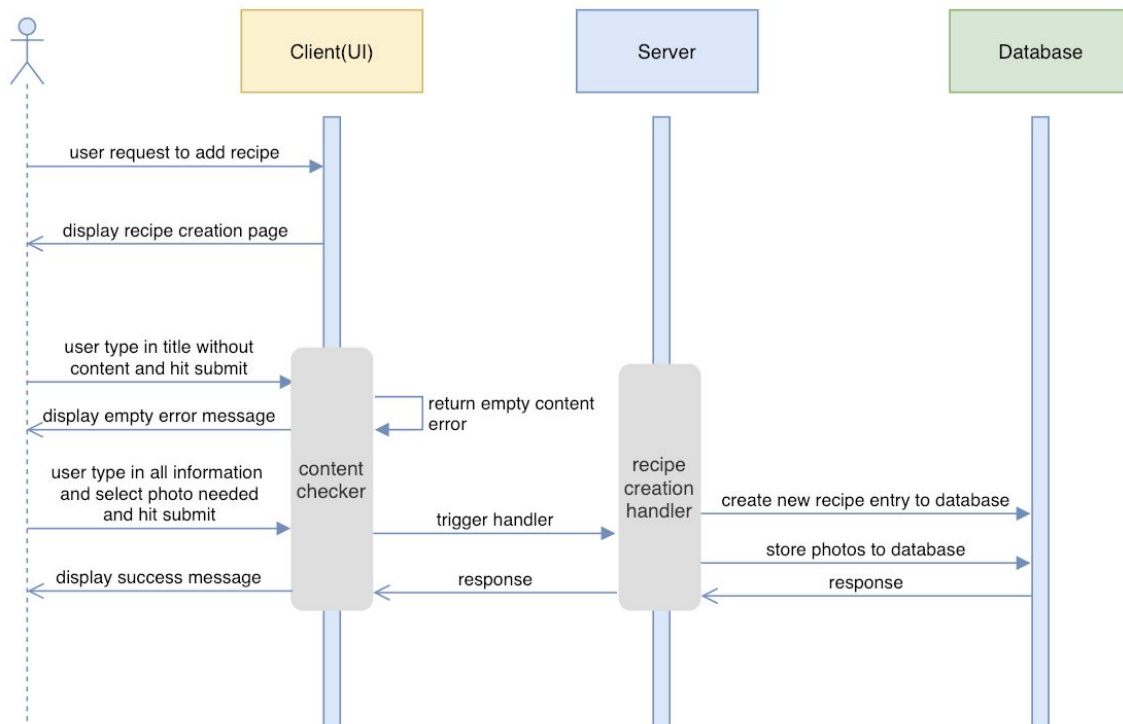 Client(UI)
Server
Database
user request to add recipe
display recipe creation page
user type in title without
content and hit submit
return empty content
error
display empty error message
content
checker
recipe
creation
handler
user type in all information
and select photo needed
and hit submit
trigger handler
create new recipe entry to database
store photos to database
display success message
response
response